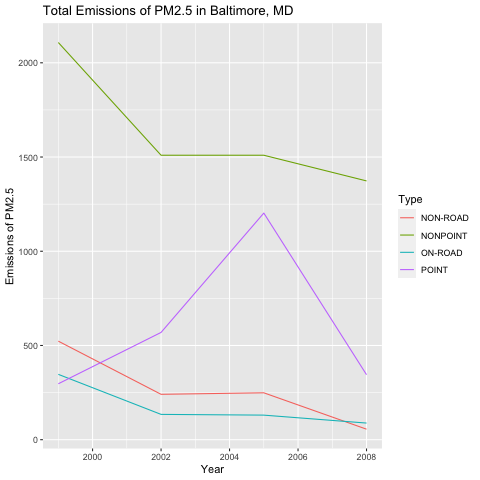 Total Emissions of PM2.5 in Baltimore, MD
Emissions of PM2.5
2000
1500
1000
500
0
2000 2002 2004 2006 2008
Year
Type
NON-ROAD
NONPOINT
ON-ROAD
POINT